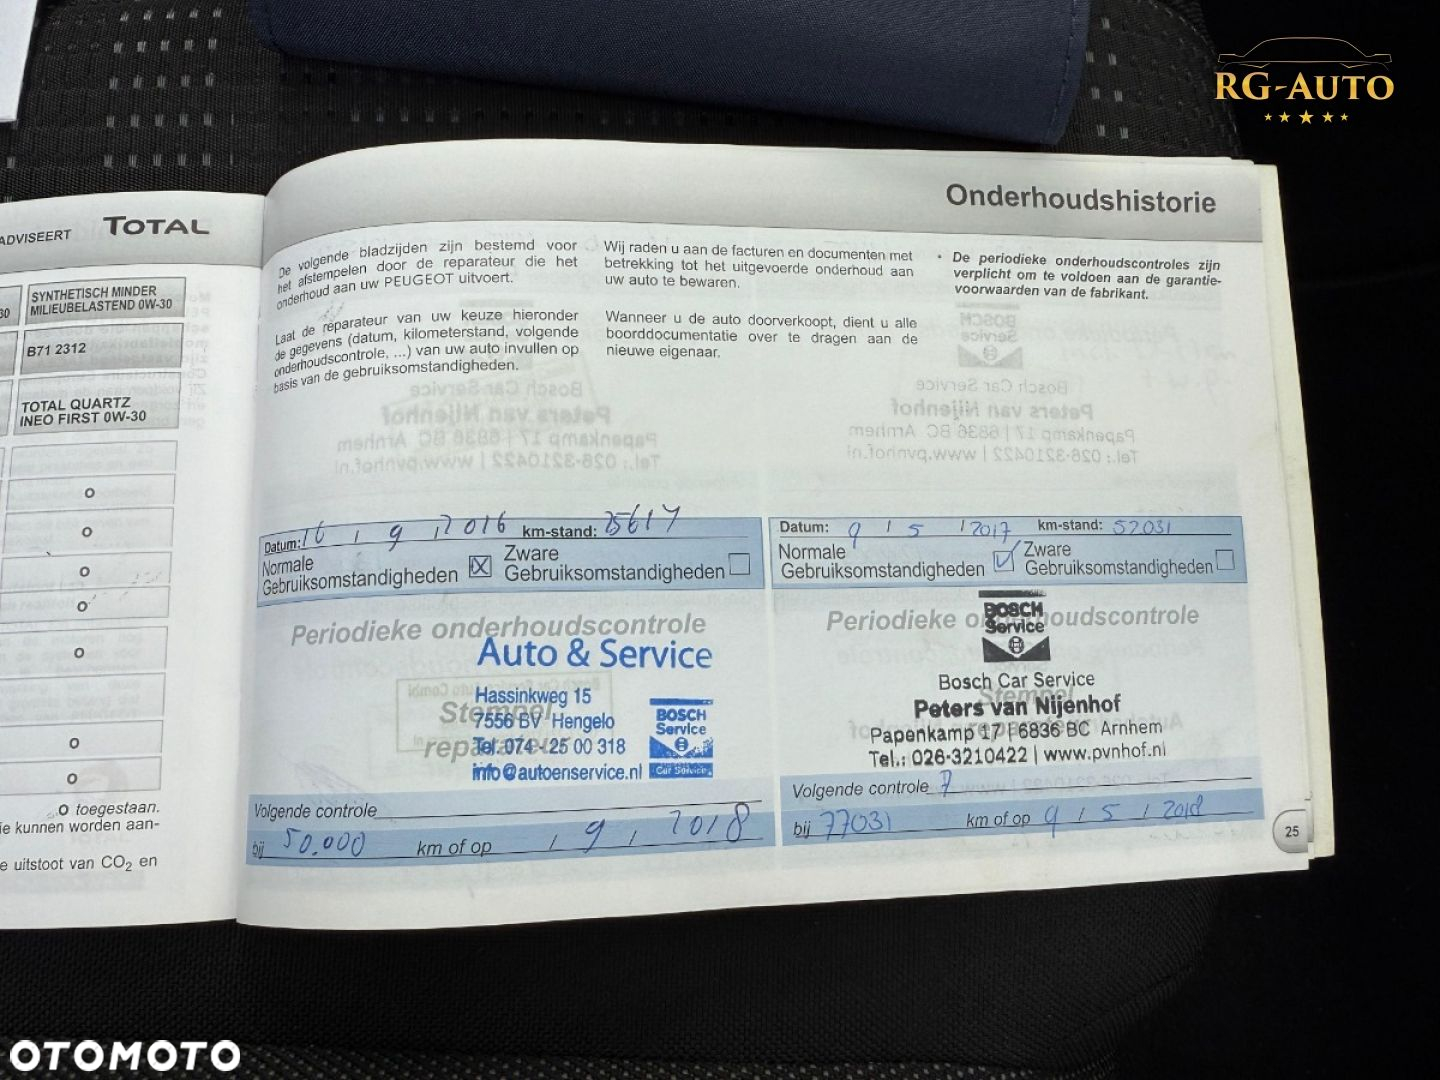 RG-AUTO
ADVISEERT TOTAL
30
SYNTHETISCH MINDER
MILIEUBELASTEND 0W-30
B71 2312
TOTAL QUARTZ
INEO FIRST 0W-30
o
o
o
o
o
o
o
o toegestaan.
ie kunnen worden aan-
e uitstoot van CO2 en
Onderhoudshistorie
De volgende bladzijden zijn bestemd voor
het afstempelen door de reparateur die het
onderhoud aan uw PEUGEOT uitvoert.
Laat de reparateur van uw keuze hieronder
de gegevens (datum, kilometerstand, volgende
onderhoudscontrole, ...) van uw auto invullen op
basis van de gebruiksomstandigheden.
Wij raden u aan de facturen en documenten met
betrekking tot het uitgevoerde onderhoud aan
uw auto te bewaren.
Wanneer u de auto doorverkoopt, dient u alle
boorddocumentatie over te dragen aan de
nieuwe eigenaar.
• De periodieke onderhoudscontroles zijn
verplicht om te voldoen aan de garantie-
voorwaarden van de fabrikant.
Datum: 16 / 9 / 2016 km-stand: 25617
Normale
Gebruiksomstandigheden
Zware
Gebruiksomstandigheden
Periodieke onderhoudscontrole
Auto & Service
Hassinkweg 15
7556 BV Hengelo
Tel. 074 - 25 00 318
info@autoenservice.nl
BOSCH
Service
Car Service
Stempel
reparateur
Volgende controle
bij 50.000 km of op / 9 / 2018
Datum: 9 / 5 / 2017 km-stand: 52031
Normale
Gebruiksomstandigheden
Zware
Gebruiksomstandigheden
Periodieke onderhoudscontrole
BOSCH
Service
Bosch Car Service
Stempel
Peters van Nijenhof
Papenkamp 17 | 6836 BC Arnhem
Tel.: 026-3210422 | www.pvnhof.nl
Volgende controle 7
bij 77031 km of op 9 / 5 / 2018
25
OTOMOTO